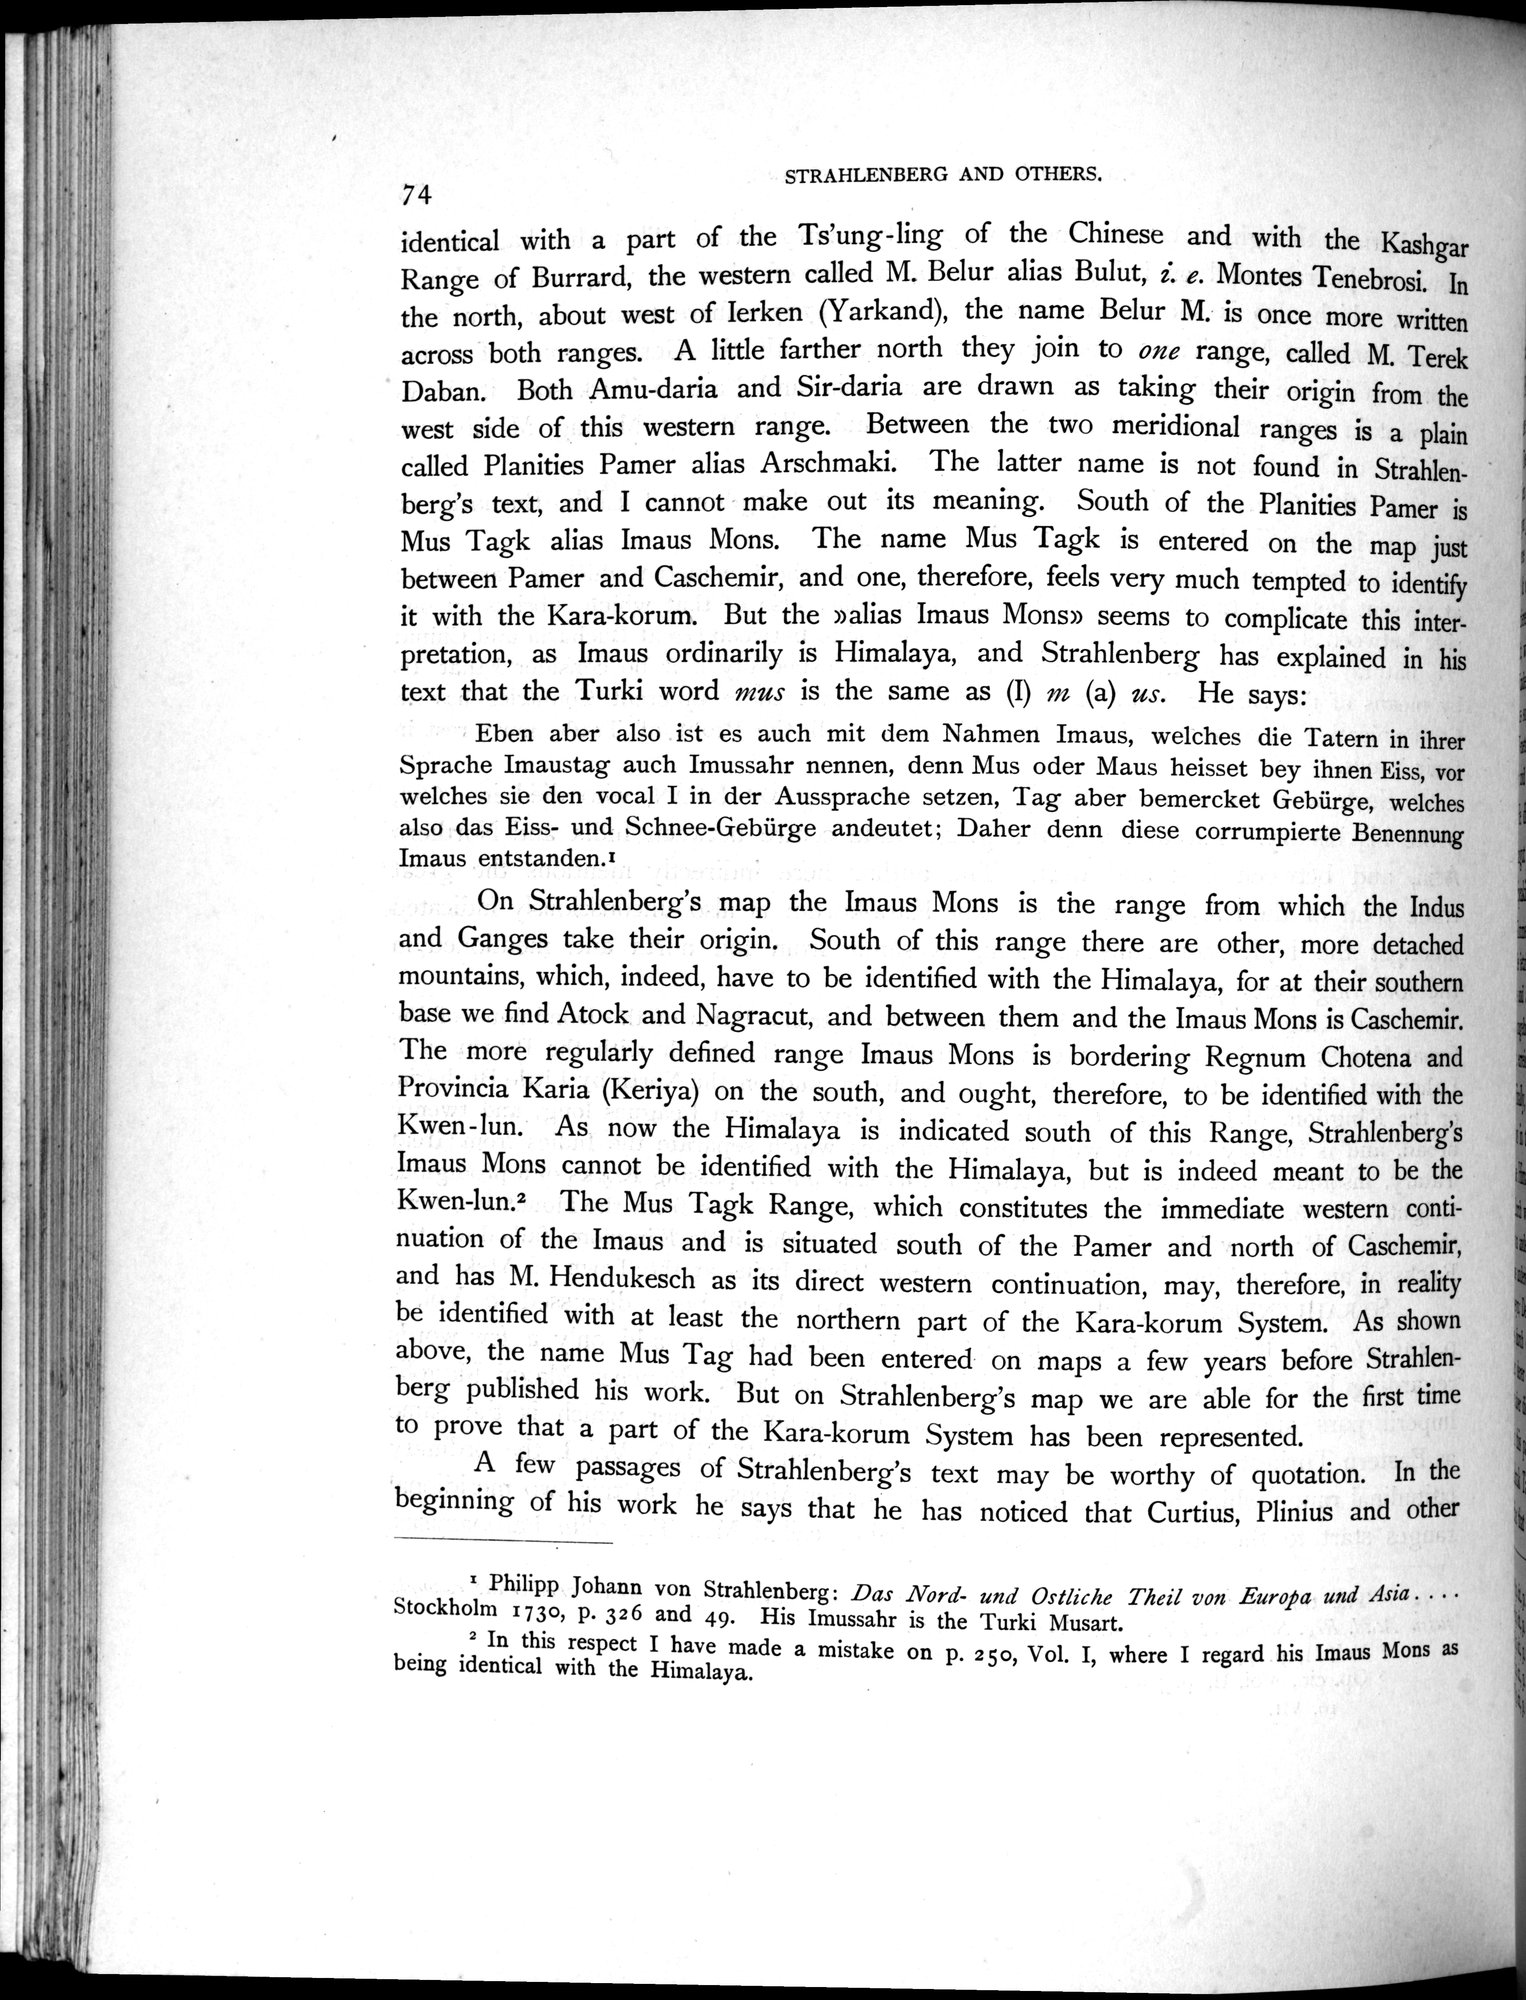 STRAHLENBERG AND OTHERS.
74
identical with a part of the Ts'ung-ling of the Chinese and with the Kashgar
Range of Burrard, the western called M. Belur alias Bulut, i. e. Montes Tenebrosi. In
the north, about west of Ierken (Yarkand), the name Belur M. is once more written
across both ranges. A little farther north they join to one range, called M. Terek
Daban. Both Amu-daria and Sir-daria are drawn as taking their origin from the
west side of this western range. Between the two meridional ranges is a plain
called Planities Pamer alias Arschmaki. The latter name is not found in Strahlen-
berg's text, and I cannot make out its meaning. South of the Planities Pamer is
Mus Tagk alias Imaus Mons. The name Mus Tagk is entered on the map just
between Pamer and Caschemir, and one, therefore, feels very much tempted to identify
it with the Kara-korum. But the »alias Imaus Mons» seems to complicate this inter-
pretation, as Imaus ordinarily is Himalaya, and Strahlenberg has explained in his
text that the Turki word mus is the same as (I) m (a) us. He says:
Eben aber also ist es auch mit dem Nahmen Imaus, welches die Tatern in ihrer
Sprache Imaustag auch Imussahr nennen, denn Mus oder Maus heisset bey ihnen Eiss, vor
welches sie den vocal I in der Aussprache setzen, Tag aber bemercket Gebürge, welches
also das Eiss- und Schnee-Gebürge andeutet; Daher denn diese corrumpierte Benennung
Imaus entstanden.¹
On Strahlenberg's map the Imaus Mons is the range from which the Indus
and Ganges take their origin. South of this range there are other, more detached
mountains, which, indeed, have to be identified with the Himalaya, for at their southern
base we find Atock and Nagracut, and between them and the Imaus Mons is Caschemir.
The more regularly defined range Imaus Mons is bordering Regnum Chotena and
Provincia Karia (Keriya) on the south, and ought, therefore, to be identified with the
Kwen-lun. As now the Himalaya is indicated south of this Range, Strahlenberg's
Imaus Mons cannot be identified with the Himalaya, but is indeed meant to be the
Kwen-lun.² The Mus Tagk Range, which constitutes the immediate western conti-
nuation of the Imaus and is situated south of the Pamer and north of Caschemir,
and has M. Hendukesch as its direct western continuation, may, therefore, in reality
be identified with at least the northern part of the Kara-korum System. As shown
above, the name Mus Tag had been entered on maps a few years before Strahlen-
berg published his work. But on Strahlenberg's map we are able for the first time
to prove that a part of the Kara-korum System has been represented.
A few passages of Strahlenberg's text may be worthy of quotation. In the
beginning of his work he says that he has noticed that Curtius, Plinius and other
¹ Philipp Johann von Strahlenberg: Das Nord- und Ostliche Theil von Europa und Asia....
Stockholm 1730, p. 326 and 49. His Imussahr is the Turki Musart.
² In this respect I have made a mistake on p. 250, Vol. I, where I regard his Imaus Mons as
being identical with the Himalaya.